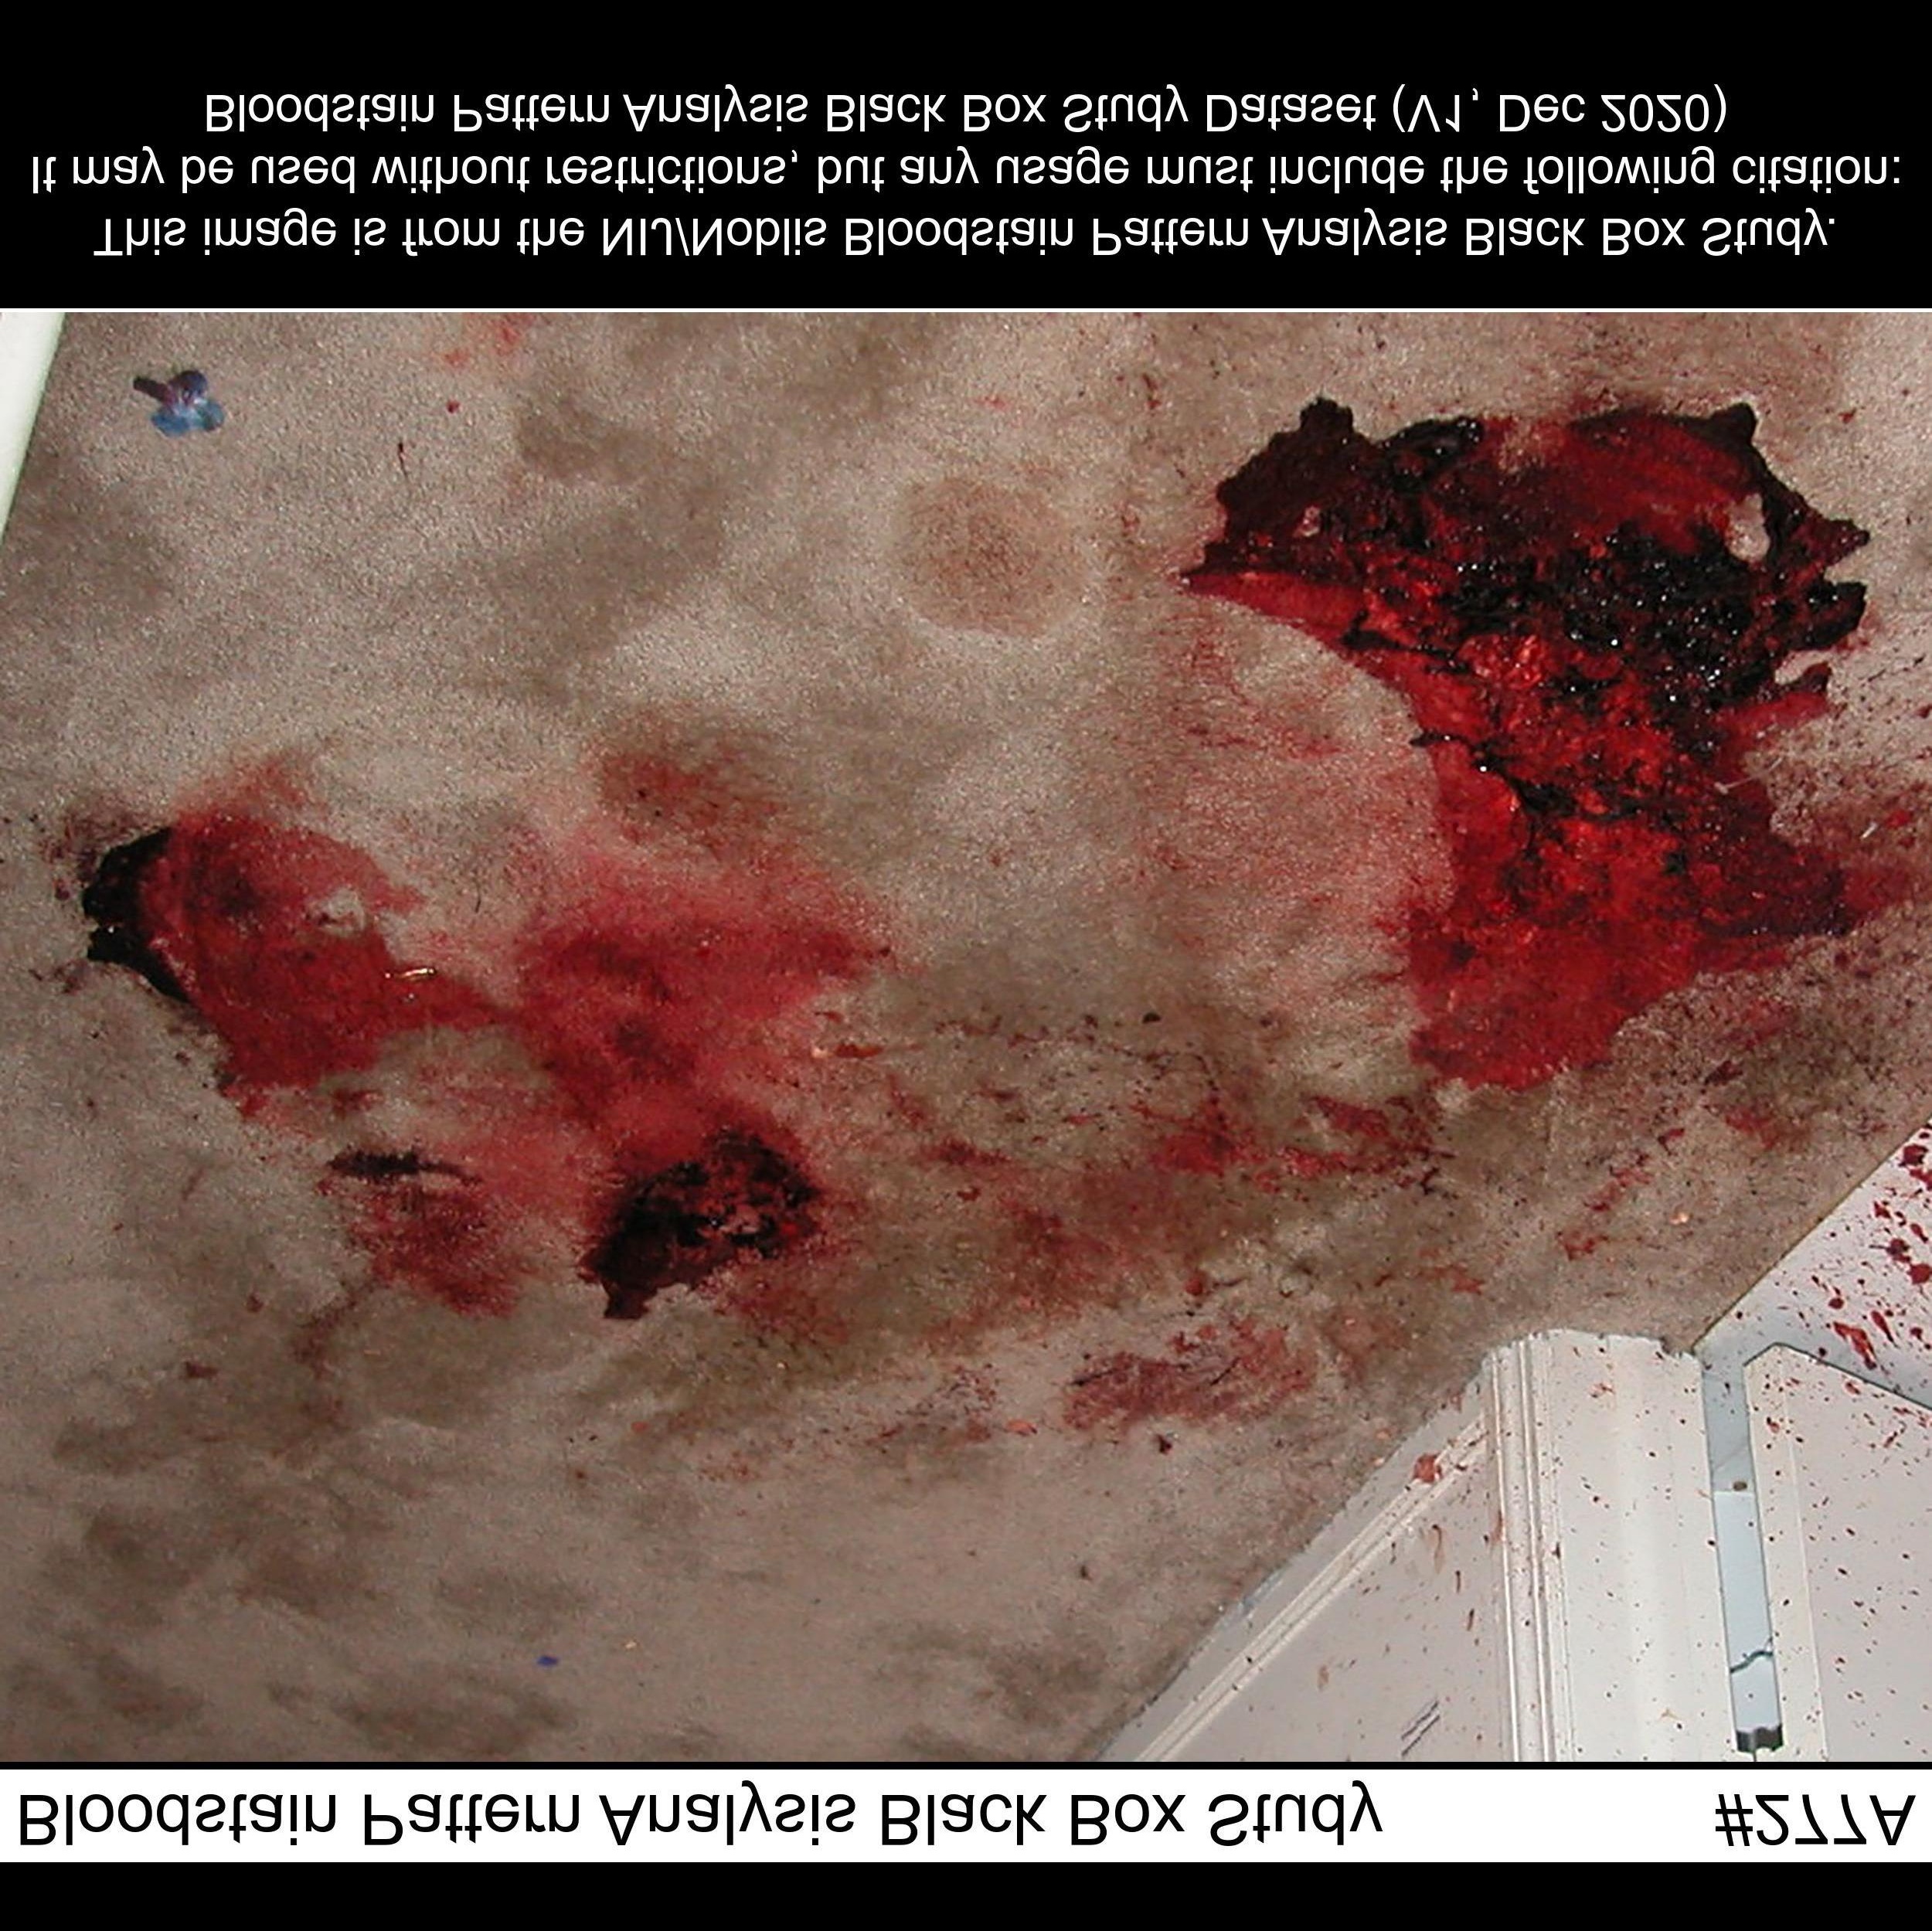 Bloodstain Pattern Analysis Black Box Study #277A
This image is from the NIJ/Noblis Bloodstain Pattern Analysis Black Box Study.
It may be used without restrictions, but any usage must include the following citation:
Bloodstain Pattern Analysis Black Box Study Dataset (V1, Dec 2020)